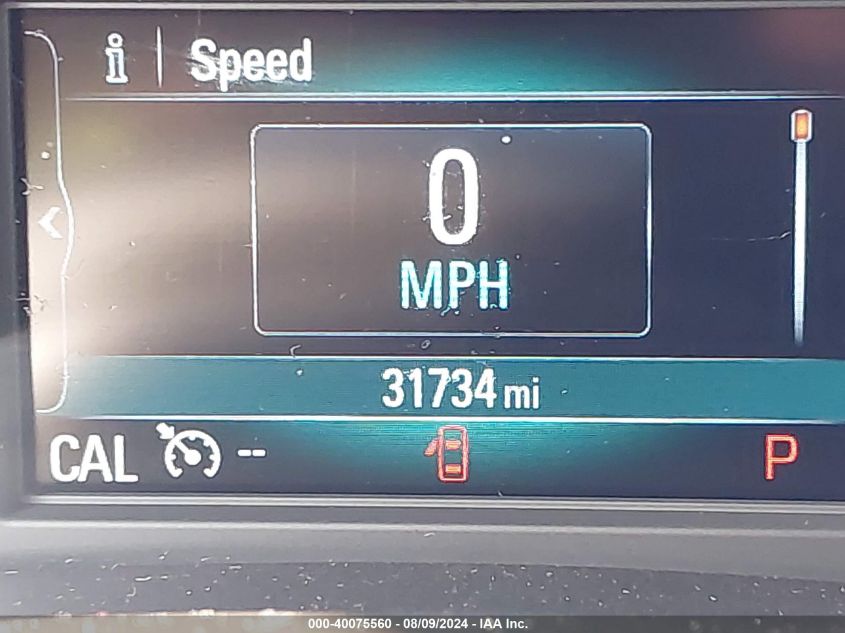 i | Speed
0
MPH
31734 mi
CAL -- P
000-40075560 - 08/09/2024 - IAA Inc.